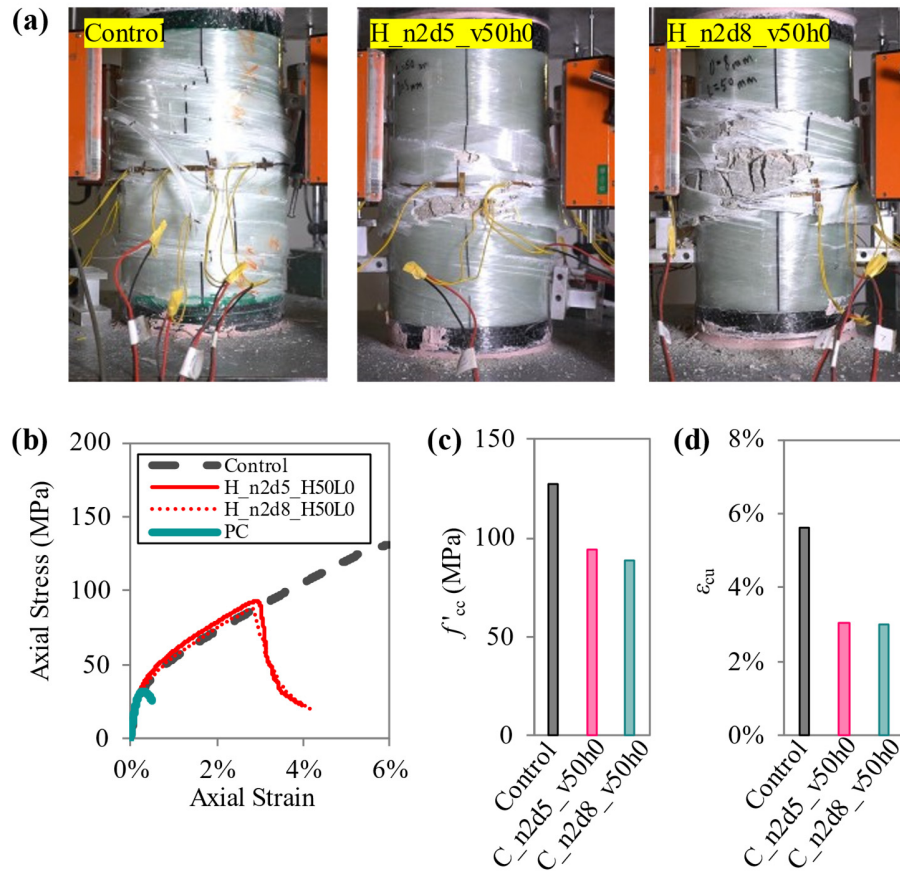 (a)
Control
H_n2d5_v50h0
H_n2d8_v50h0
D=8mm
L=50mm
(b)
200
150
100
50
0
Axial Stress (MPa)
0%
2%
4%
6%
Axial Strain
Control
H_n2d5_H50L0
H_n2d8_H50L0
PC
(c)
150
100
50
0
f'cc (MPa)
Control
C_n2d5_v50h0
C_n2d8_v50h0
(d)
8%
6%
4%
2%
0%
εcu
Control
C_n2d5_v50h0
C_n2d8_v50h0